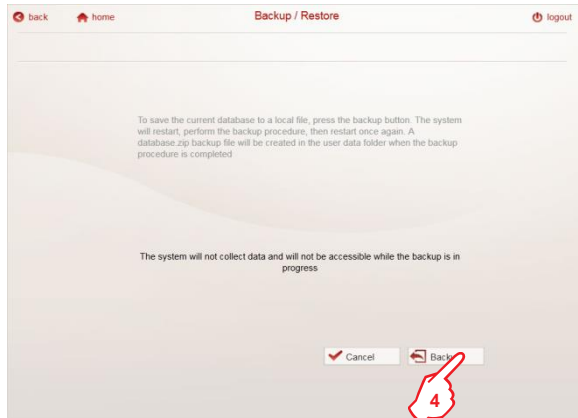 back
home
Backup / Restore
logout
To save the current database to a local file, press the backup button. The system
will restart, perform the backup procedure, then restart once again. A
database.zip backup file will be created in the user data folder when the backup
procedure is completed
The system will not collect data and will not be accessible while the backup is in
progress
Cancel
4